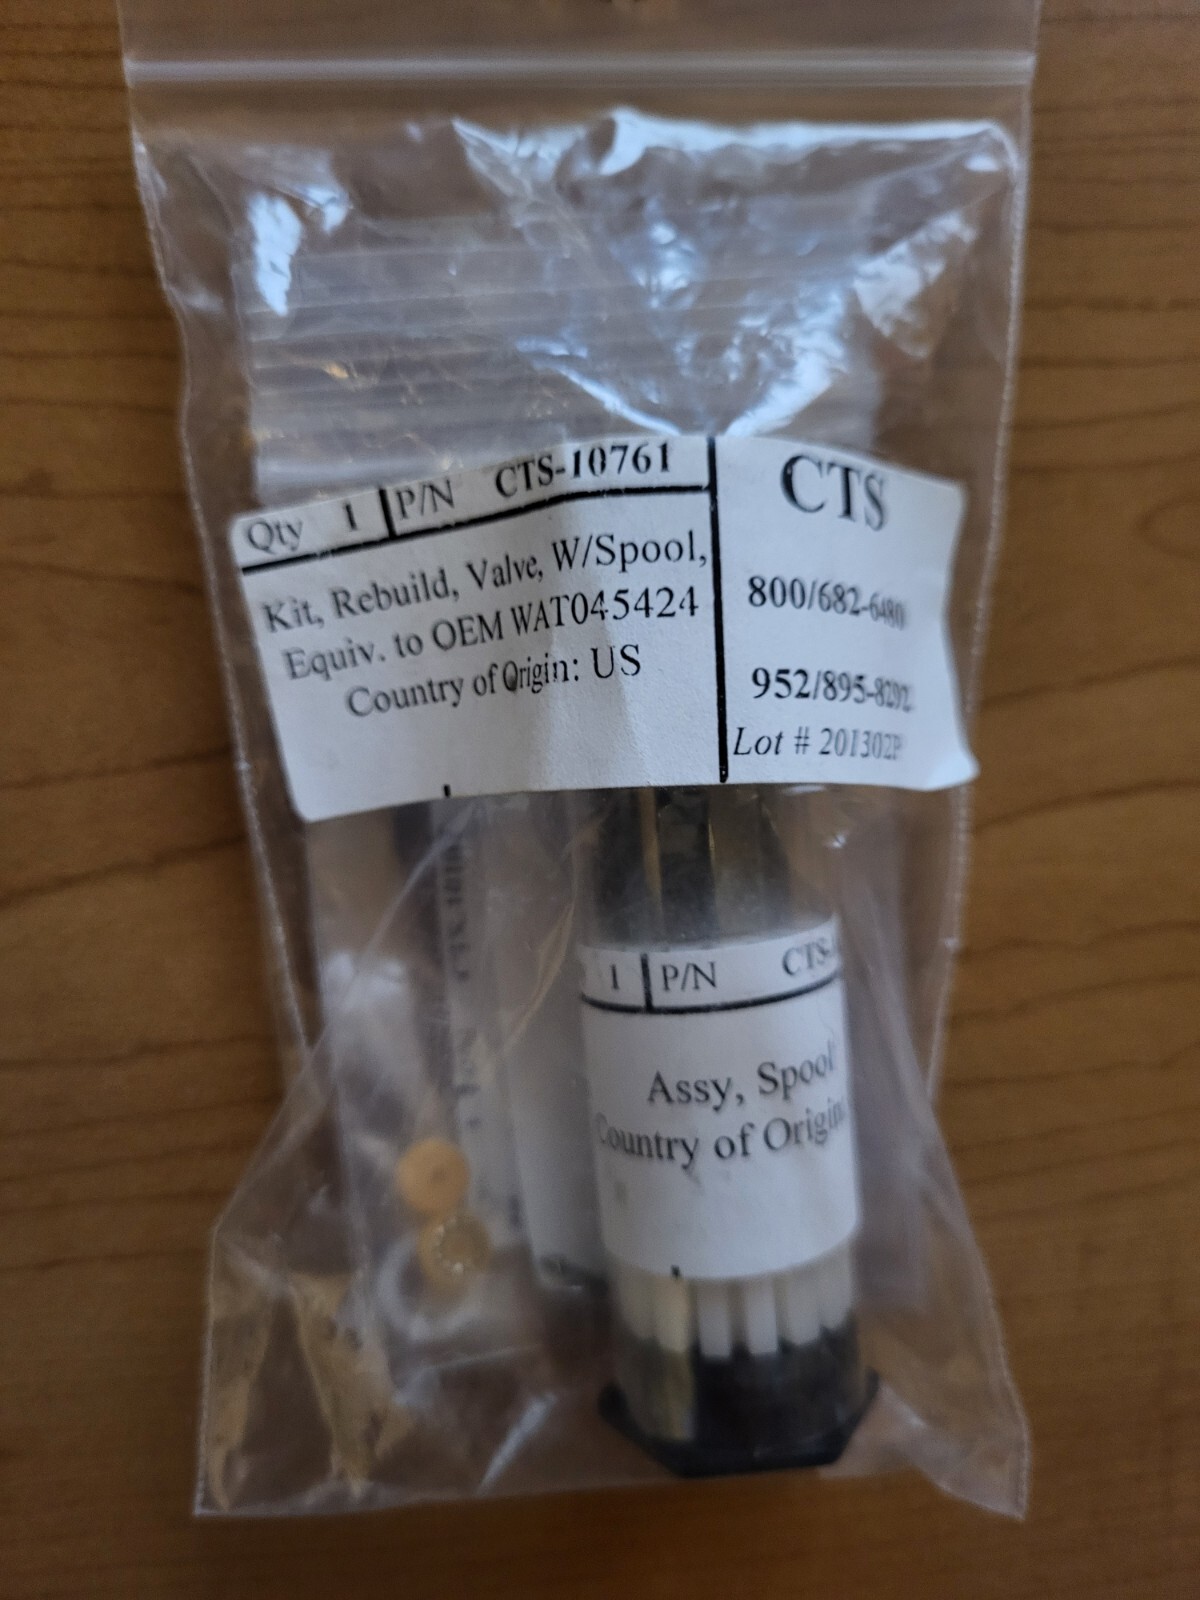 Qty 1 P/N CTS-10761
Kit, Rebuild, Valve, W/Spool,
Equiv. to OEM WAT045424
Country of Origin: US
CTS
800/682-6480
952/895-8292
Lot # 201302P
1 P/N CTS-
Assy, Spool
Country of Origin: